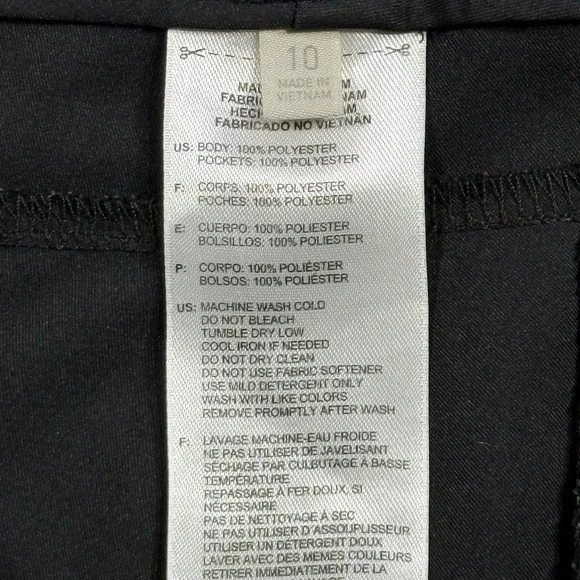 10
MADE IN
VIETNAM
FABRICADO NO VIETNAN
US: BODY: 100% POLYESTER
POCKETS: 100% POLYESTER
F: CORPS: 100% POLYESTER
POCHES: 100% POLYESTER
E: CUERPO: 100% POLIESTER
BOLSILLOS: 100% POLIESTER
P: CORPO: 100% POLIÉSTER
BOLSOS: 100% POLIÉSTER
US: MACHINE WASH COLD
DO NOT BLEACH
TUMBLE DRY LOW
COOL IRON IF NEEDED
DO NOT DRY CLEAN
DO NOT USE FABRIC SOFTENER
USE MILD DETERGENT ONLY
WASH WITH LIKE COLORS
REMOVE PROMPTLY AFTER WASH
F: LAVAGE MACHINE-EAU FROIDE
NE PAS UTILISER DE JAVELISANT
SÉCHAGE PAR CULBUTAGE À BASSE
TEMPÉRATURE
REPASSAGE À FER DOUX, SI
NÉCESSAIRE
PAS DE NETTOYAGE À SEC
NE PAS UTILISER D'ASSOUPLISSEUR
UTILISER UN DÉTERGENT DOUX
LAVER AVEC DES MEMES COULEURS
RETIRER IMMEDIATEMENT DE LA